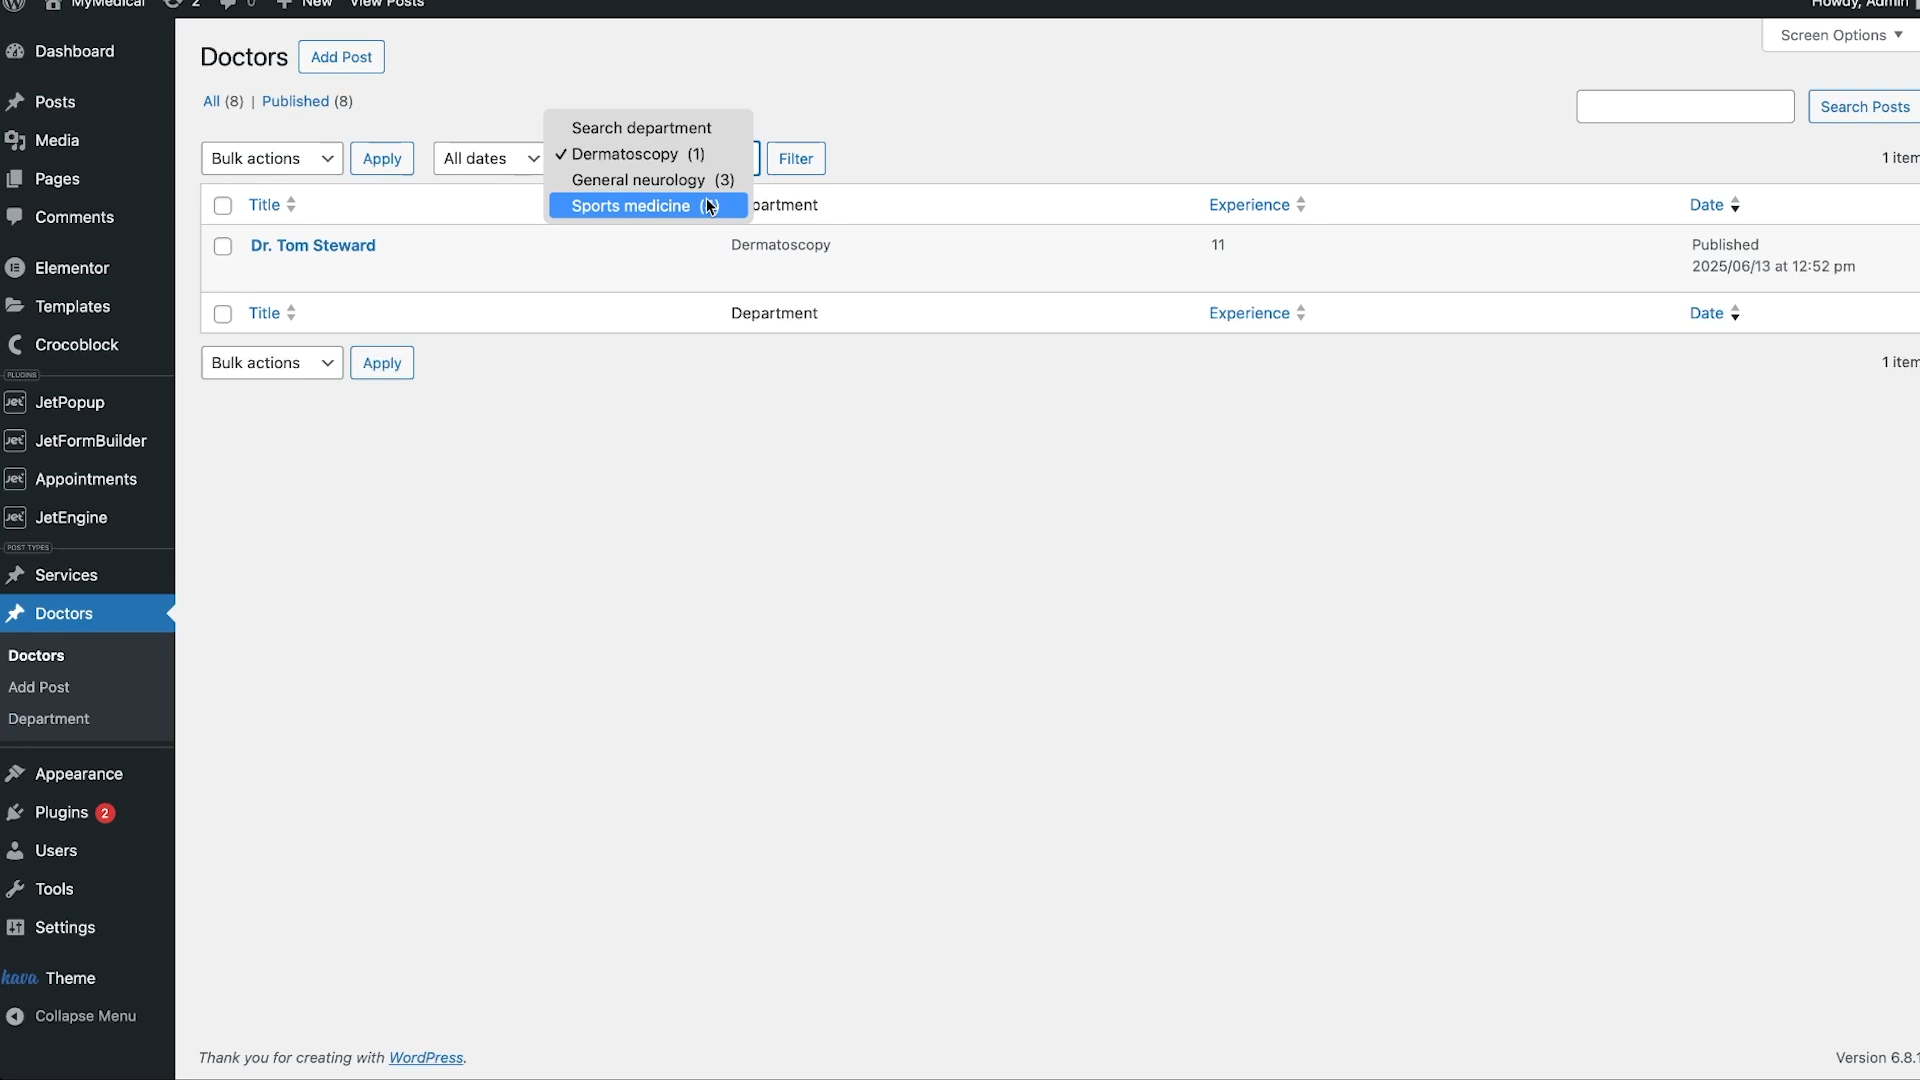 MyMedical 2 0 New View Posts Howdy, Admin
Screen Options
Dashboard
Posts
Media
Pages
Comments
Elementor
Templates
Crocoblock
PLUGINS
JetPopup
JetFormBuilder
Appointments
JetEngine
POST TYPES
Services
Doctors
Doctors
Add Post
Department
Appearance
Plugins 2
Users
Tools
Settings
kava Theme
Collapse Menu
Doctors Add Post
All (8) | Published (8)
Search Posts
Bulk actions Apply All dates Filter
Search department
✓ Dermatoscopy (1)
General neurology (3)
Sports medicine
1 item
Title Experience Date
Dr. Tom Steward Dermatoscopy 11 Published
2025/06/13 at 12:52 pm
Title Department Experience Date
Bulk actions Apply 1 item
Thank you for creating with WordPress. Version 6.8.1